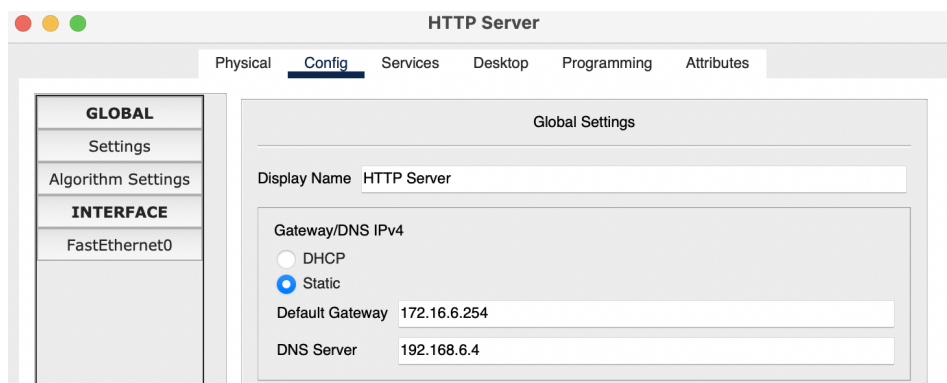 HTTP Server
Physical Config Services Desktop Programming Attributes
GLOBAL
Settings
Algorithm Settings
INTERFACE
FastEthernet0
Global Settings
Display Name HTTP Server
Gateway/DNS IPv4
DHCP
Static
Default Gateway 172.16.6.254
DNS Server 192.168.6.4